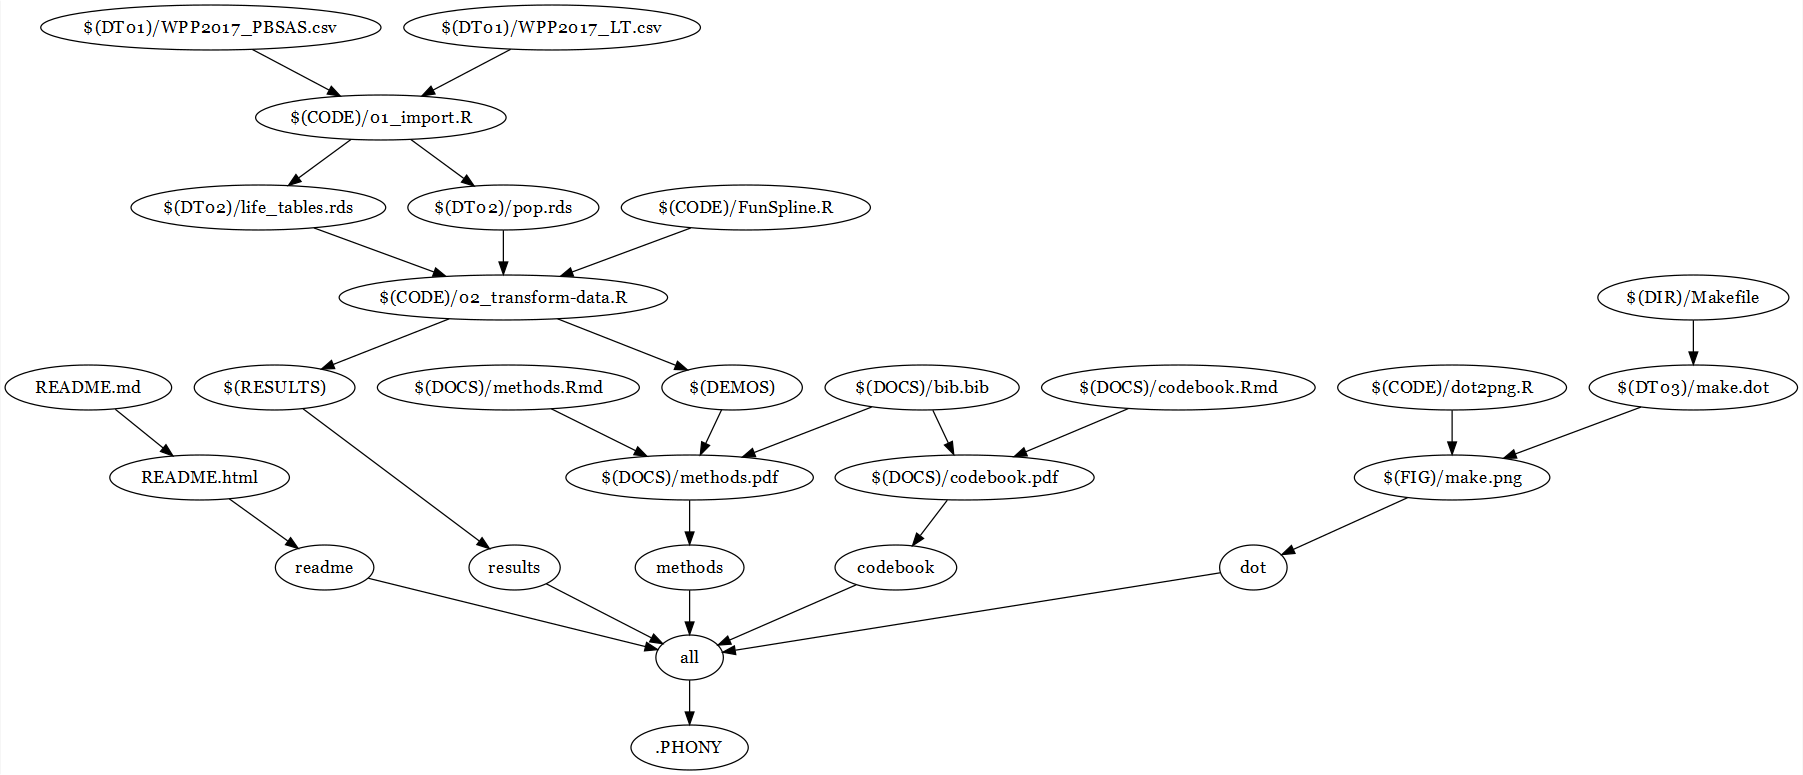 $(DT01)/WPP2017_PBSAS.csv
$(DT01)/WPP2017_LT.csv
$(CODE)/01_import.R
$(DT02)/life_tables.rds
$(DT02)/pop.rds
$(CODE)/FunSpline.R
$(CODE)/02_transform-data.R
$(DIR)/Makefile
README.md
$(RESULTS)
$(DOCS)/methods.Rmd
$(DEMOS)
$(DOCS)/bib.bib
$(DOCS)/codebook.Rmd
$(CODE)/dot2png.R
$(DT03)/make.dot
README.html
$(DOCS)/methods.pdf
$(DOCS)/codebook.pdf
$(FIG)/make.png
readme
results
methods
codebook
dot
all
.PHONY